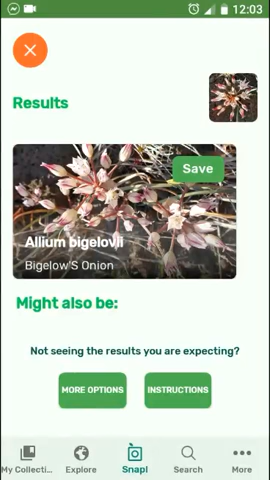 12:03
Results
Save
Allium bigelovii
Bigelow'S Onion
Might also be:
Not seeing the results you are expecting?
MORE OPTIONS
INSTRUCTIONS
My Collecti...
Explore
Snap!
Search
More